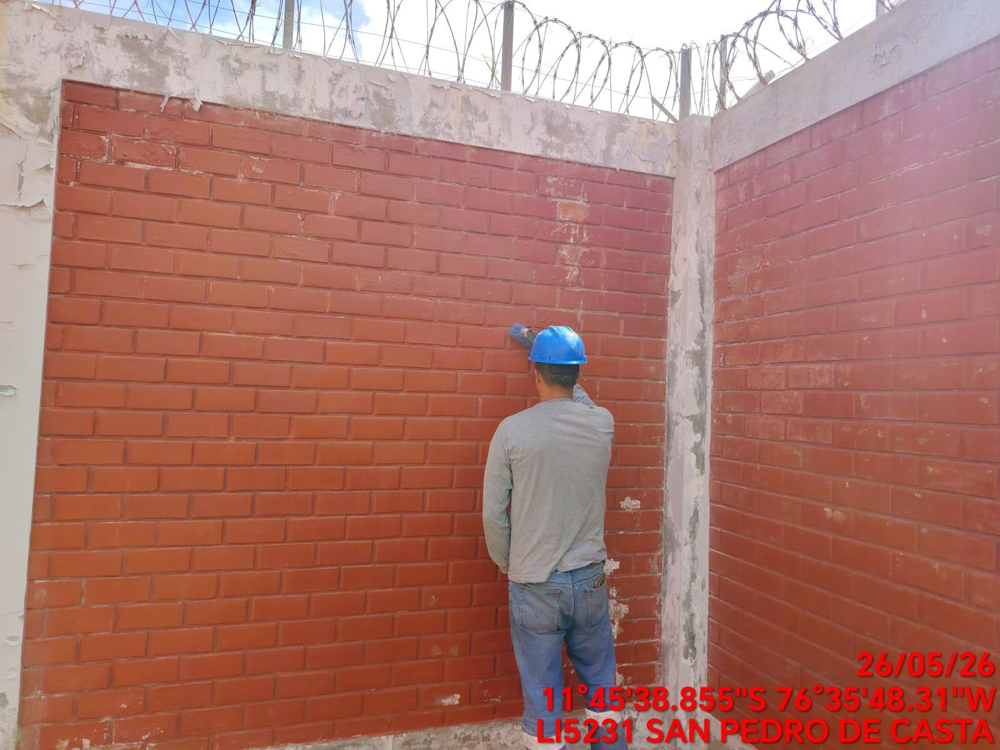 26/05/26
11°45'38.855"S 76°35'48.31"W
LI5231 SAN PEDRO DE CASTA